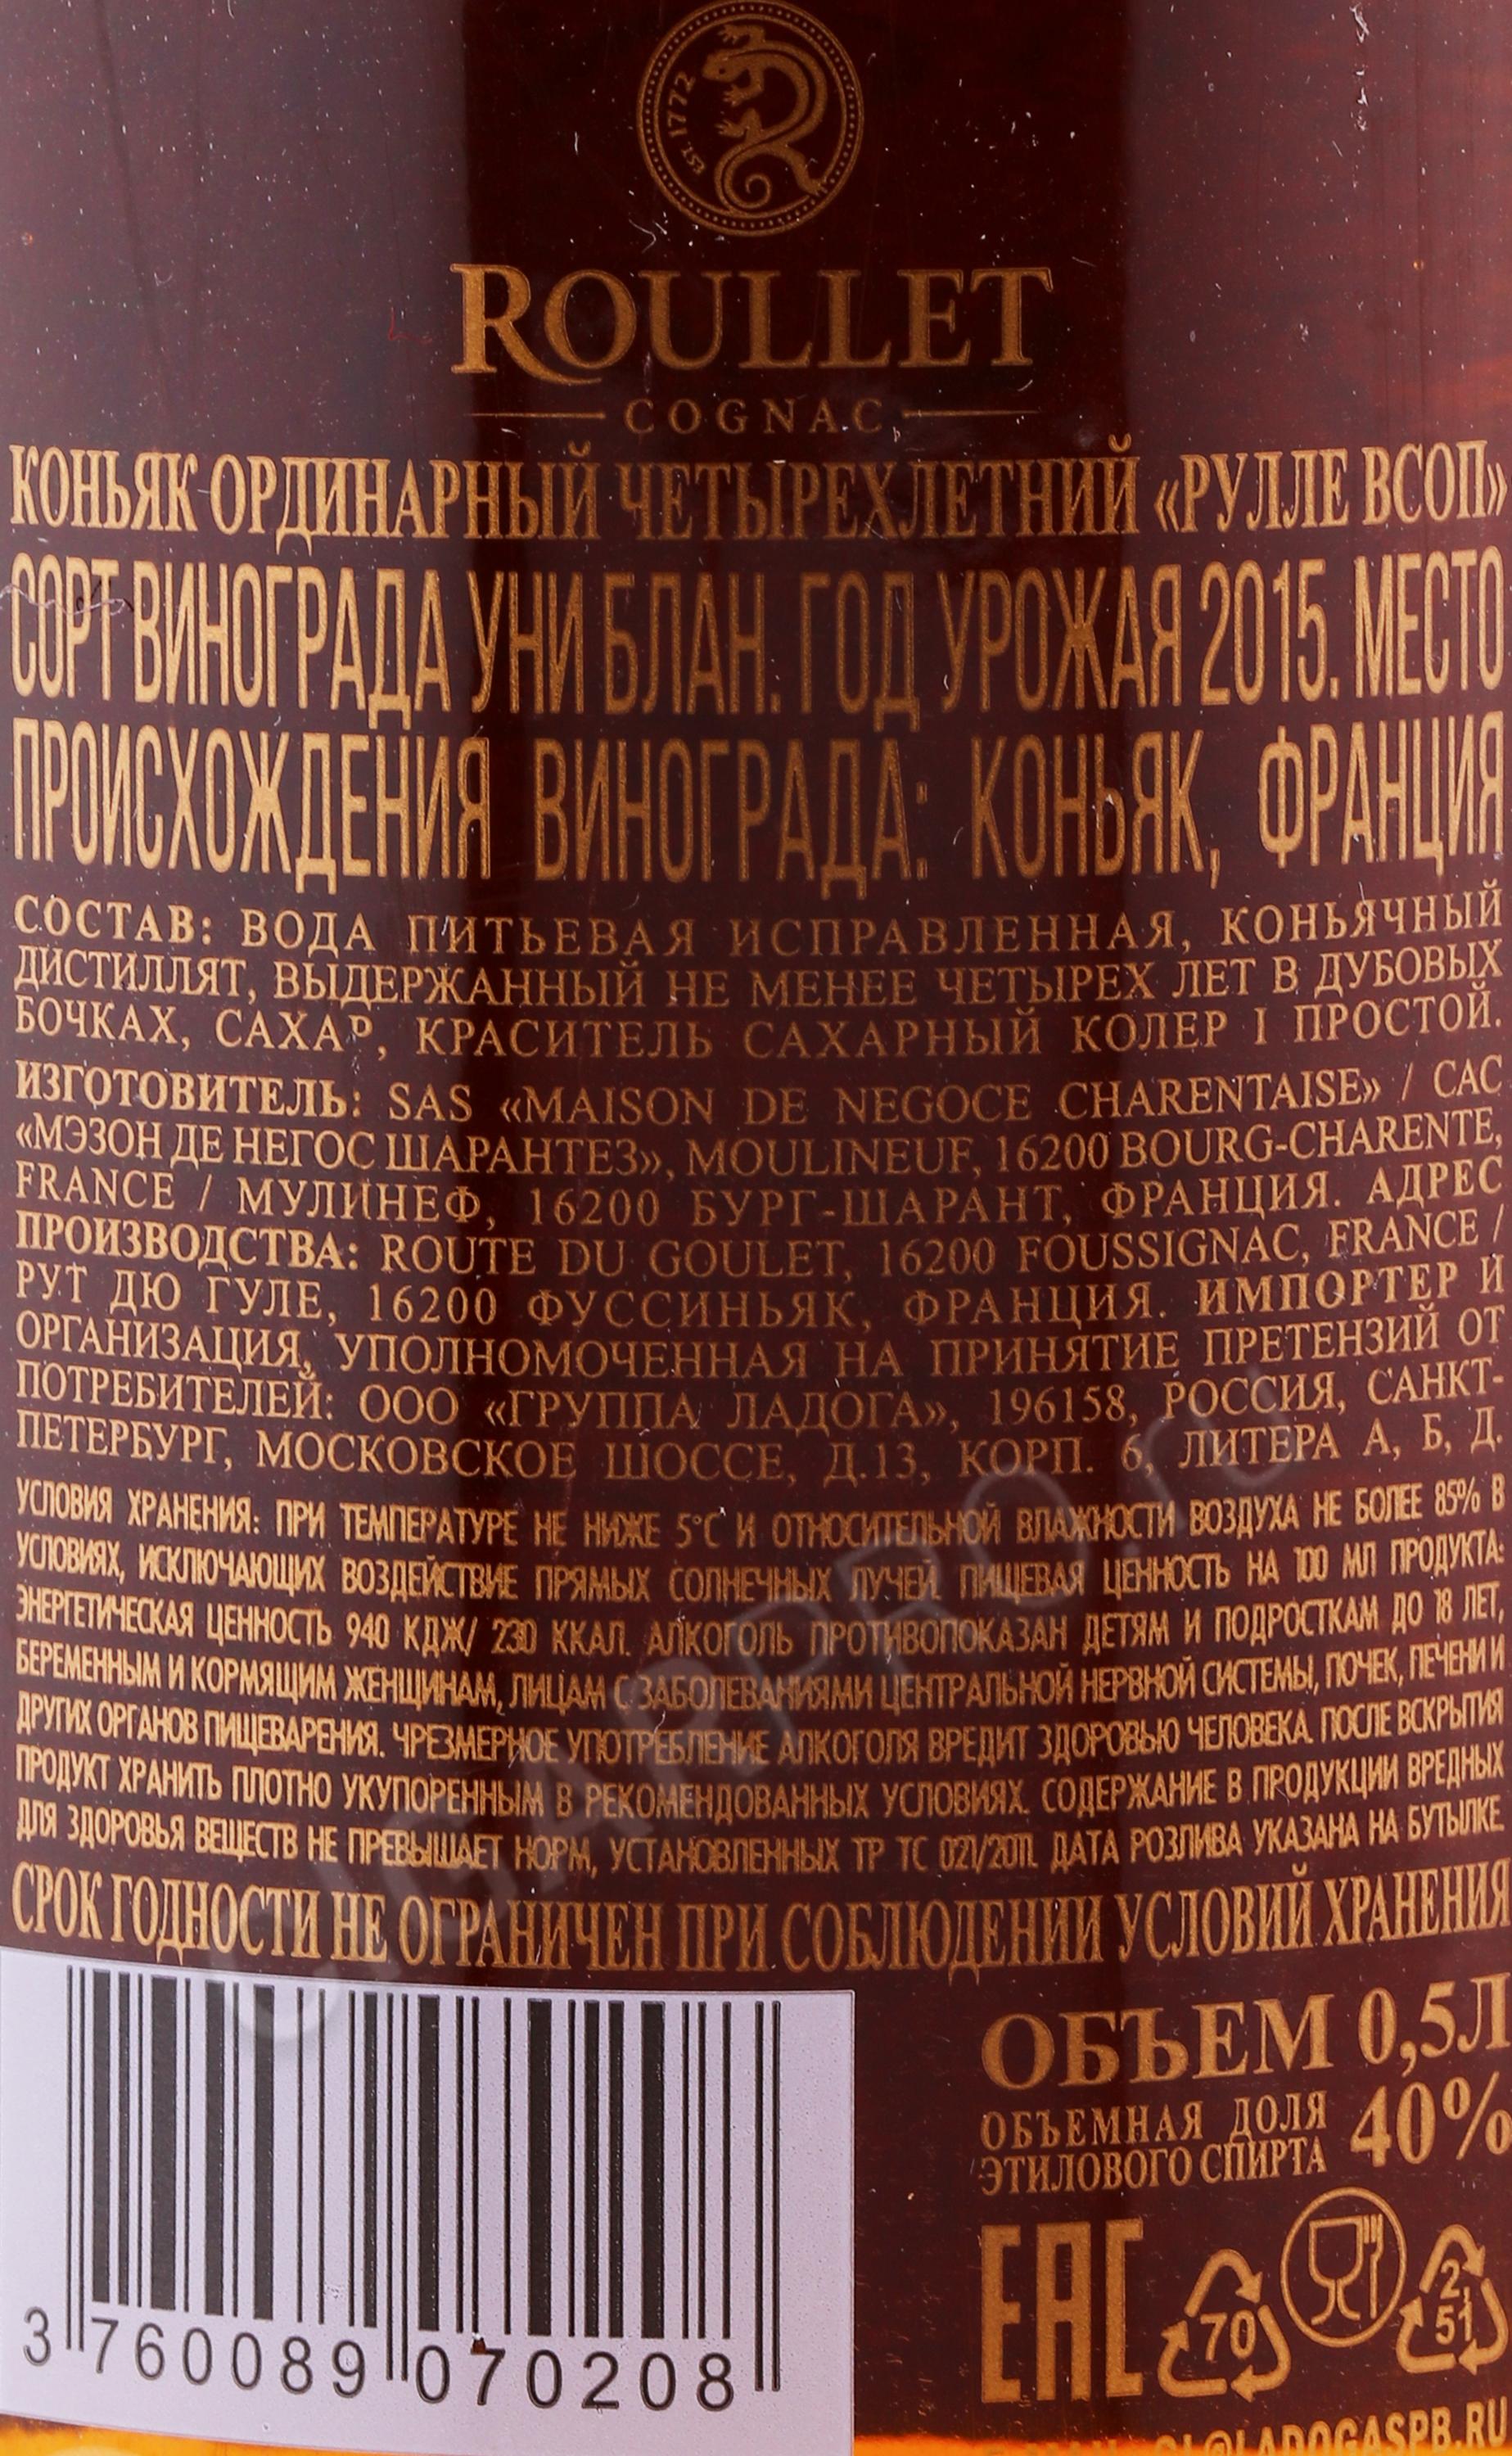 EST. 1772
ROULLET
COGNAC
КОНЬЯК ОРДИНАРНЫЙ ЧЕТЫРЕХЛЕТНИЙ «РУЛЛЕ ВСОП»
СОРТ ВИНОГРАДА УНИ БЛАН. ГОД УРОЖАЯ 2015. МЕСТО
ПРОИСХОЖДЕНИЯ ВИНОГРАДА: КОНЬЯК, ФРАНЦИЯ
СОСТАВ: ВОДА ПИТЬЕВАЯ ИСПРАВЛЕННАЯ, КОНЬЯЧНЫЙ
ДИСТИЛЛЯТ, ВЫДЕРЖАННЫЙ НЕ МЕНЕЕ ЧЕТЫРЕХ ЛЕТ В ДУБОВЫХ
БОЧКАХ, САХАР, КРАСИТЕЛЬ САХАРНЫЙ КОЛЕР I ПРОСТОЙ.
ИЗГОТОВИТЕЛЬ: SAS «MAISON DE NEGOCE CHARENTAISE» / САС
«МЭЗОН ДЕ НЕГОС ШАРАНТЕЗ», MOULINEUF, 16200 BOURG-CHARENTE,
FRANCE / МУЛИНЕФ, 16200 БУРГ-ШАРАНТ, ФРАНЦИЯ. АДРЕС
ПРОИЗВОДСТВА: ROUTE DU GOULET, 16200 FOUSSIGNAC, FRANCE /
РУТ ДЮ ГУЛЕ, 16200 ФУССИНЬЯК, ФРАНЦИЯ. ИМПОРТЕР И
ОРГАНИЗАЦИЯ, УПОЛНОМОЧЕННАЯ НА ПРИНЯТИЕ ПРЕТЕНЗИЙ ОТ
ПОТРЕБИТЕЛЕЙ: ООО «ГРУППА ЛАДОГА», 196158, РОССИЯ, САНКТ-
ПЕТЕРБУРГ, МОСКОВСКОЕ ШОССЕ, Д.13, КОРП. 6, ЛИТЕРА А, Б, Д.
УСЛОВИЯ ХРАНЕНИЯ: ПРИ ТЕМПЕРАТУРЕ НЕ НИЖЕ 5°С И ОТНОСИТЕЛЬНОЙ ВЛАЖНОСТИ ВОЗДУХА НЕ БОЛЕЕ 85% В
УСЛОВИЯХ, ИСКЛЮЧАЮЩИХ ВОЗДЕЙСТВИЕ ПРЯМЫХ СОЛНЕЧНЫХ ЛУЧЕЙ. ПИЩЕВАЯ ЦЕННОСТЬ НА 100 МЛ ПРОДУКТА:
ЭНЕРГЕТИЧЕСКАЯ ЦЕННОСТЬ 940 КДЖ/ 230 ККАЛ. АЛКОГОЛЬ ПРОТИВОПОКАЗАН ДЕТЯМ И ПОДРОСТКАМ ДО 18 ЛЕТ,
БЕРЕМЕННЫМ И КОРМЯЩИМ ЖЕНЩИНАМ, ЛИЦАМ С ЗАБОЛЕВАНИЯМИ ЦЕНТРАЛЬНОЙ НЕРВНОЙ СИСТЕМЫ, ПОЧЕК, ПЕЧЕНИ И
ДРУГИХ ОРГАНОВ ПИЩЕВАРЕНИЯ. ЧРЕЗМЕРНОЕ УПОТРЕБЛЕНИЕ АЛКОГОЛЯ ВРЕДИТ ЗДОРОВЬЮ ЧЕЛОВЕКА. ПОСЛЕ ВСКРЫТИЯ
ПРОДУКТ ХРАНИТЬ ПЛОТНО УКУПОРЕННЫМ В РЕКОМЕНДОВАННЫХ УСЛОВИЯХ. СОДЕРЖАНИЕ В ПРОДУКЦИИ ВРЕДНЫХ
ДЛЯ ЗДОРОВЬЯ ВЕЩЕСТВ НЕ ПРЕВЫШАЕТ НОРМ, УСТАНОВЛЕННЫХ ТР ТС 021/2011. ДАТА РОЗЛИВА УКАЗАНА НА БУТЫЛКЕ.
СРОК ГОДНОСТИ НЕ ОГРАНИЧЕН ПРИ СОБЛЮДЕНИИ УСЛОВИЙ ХРАНЕНИЯ
CIGARPRO.ru
ОБЪЕМ 0,5Л
ОБЪЕМНАЯ ДОЛЯ
ЭТИЛОВОГО СПИРТА 40%
EAC
70
2
51
3 760089 070208
@LADOGASPB.RU